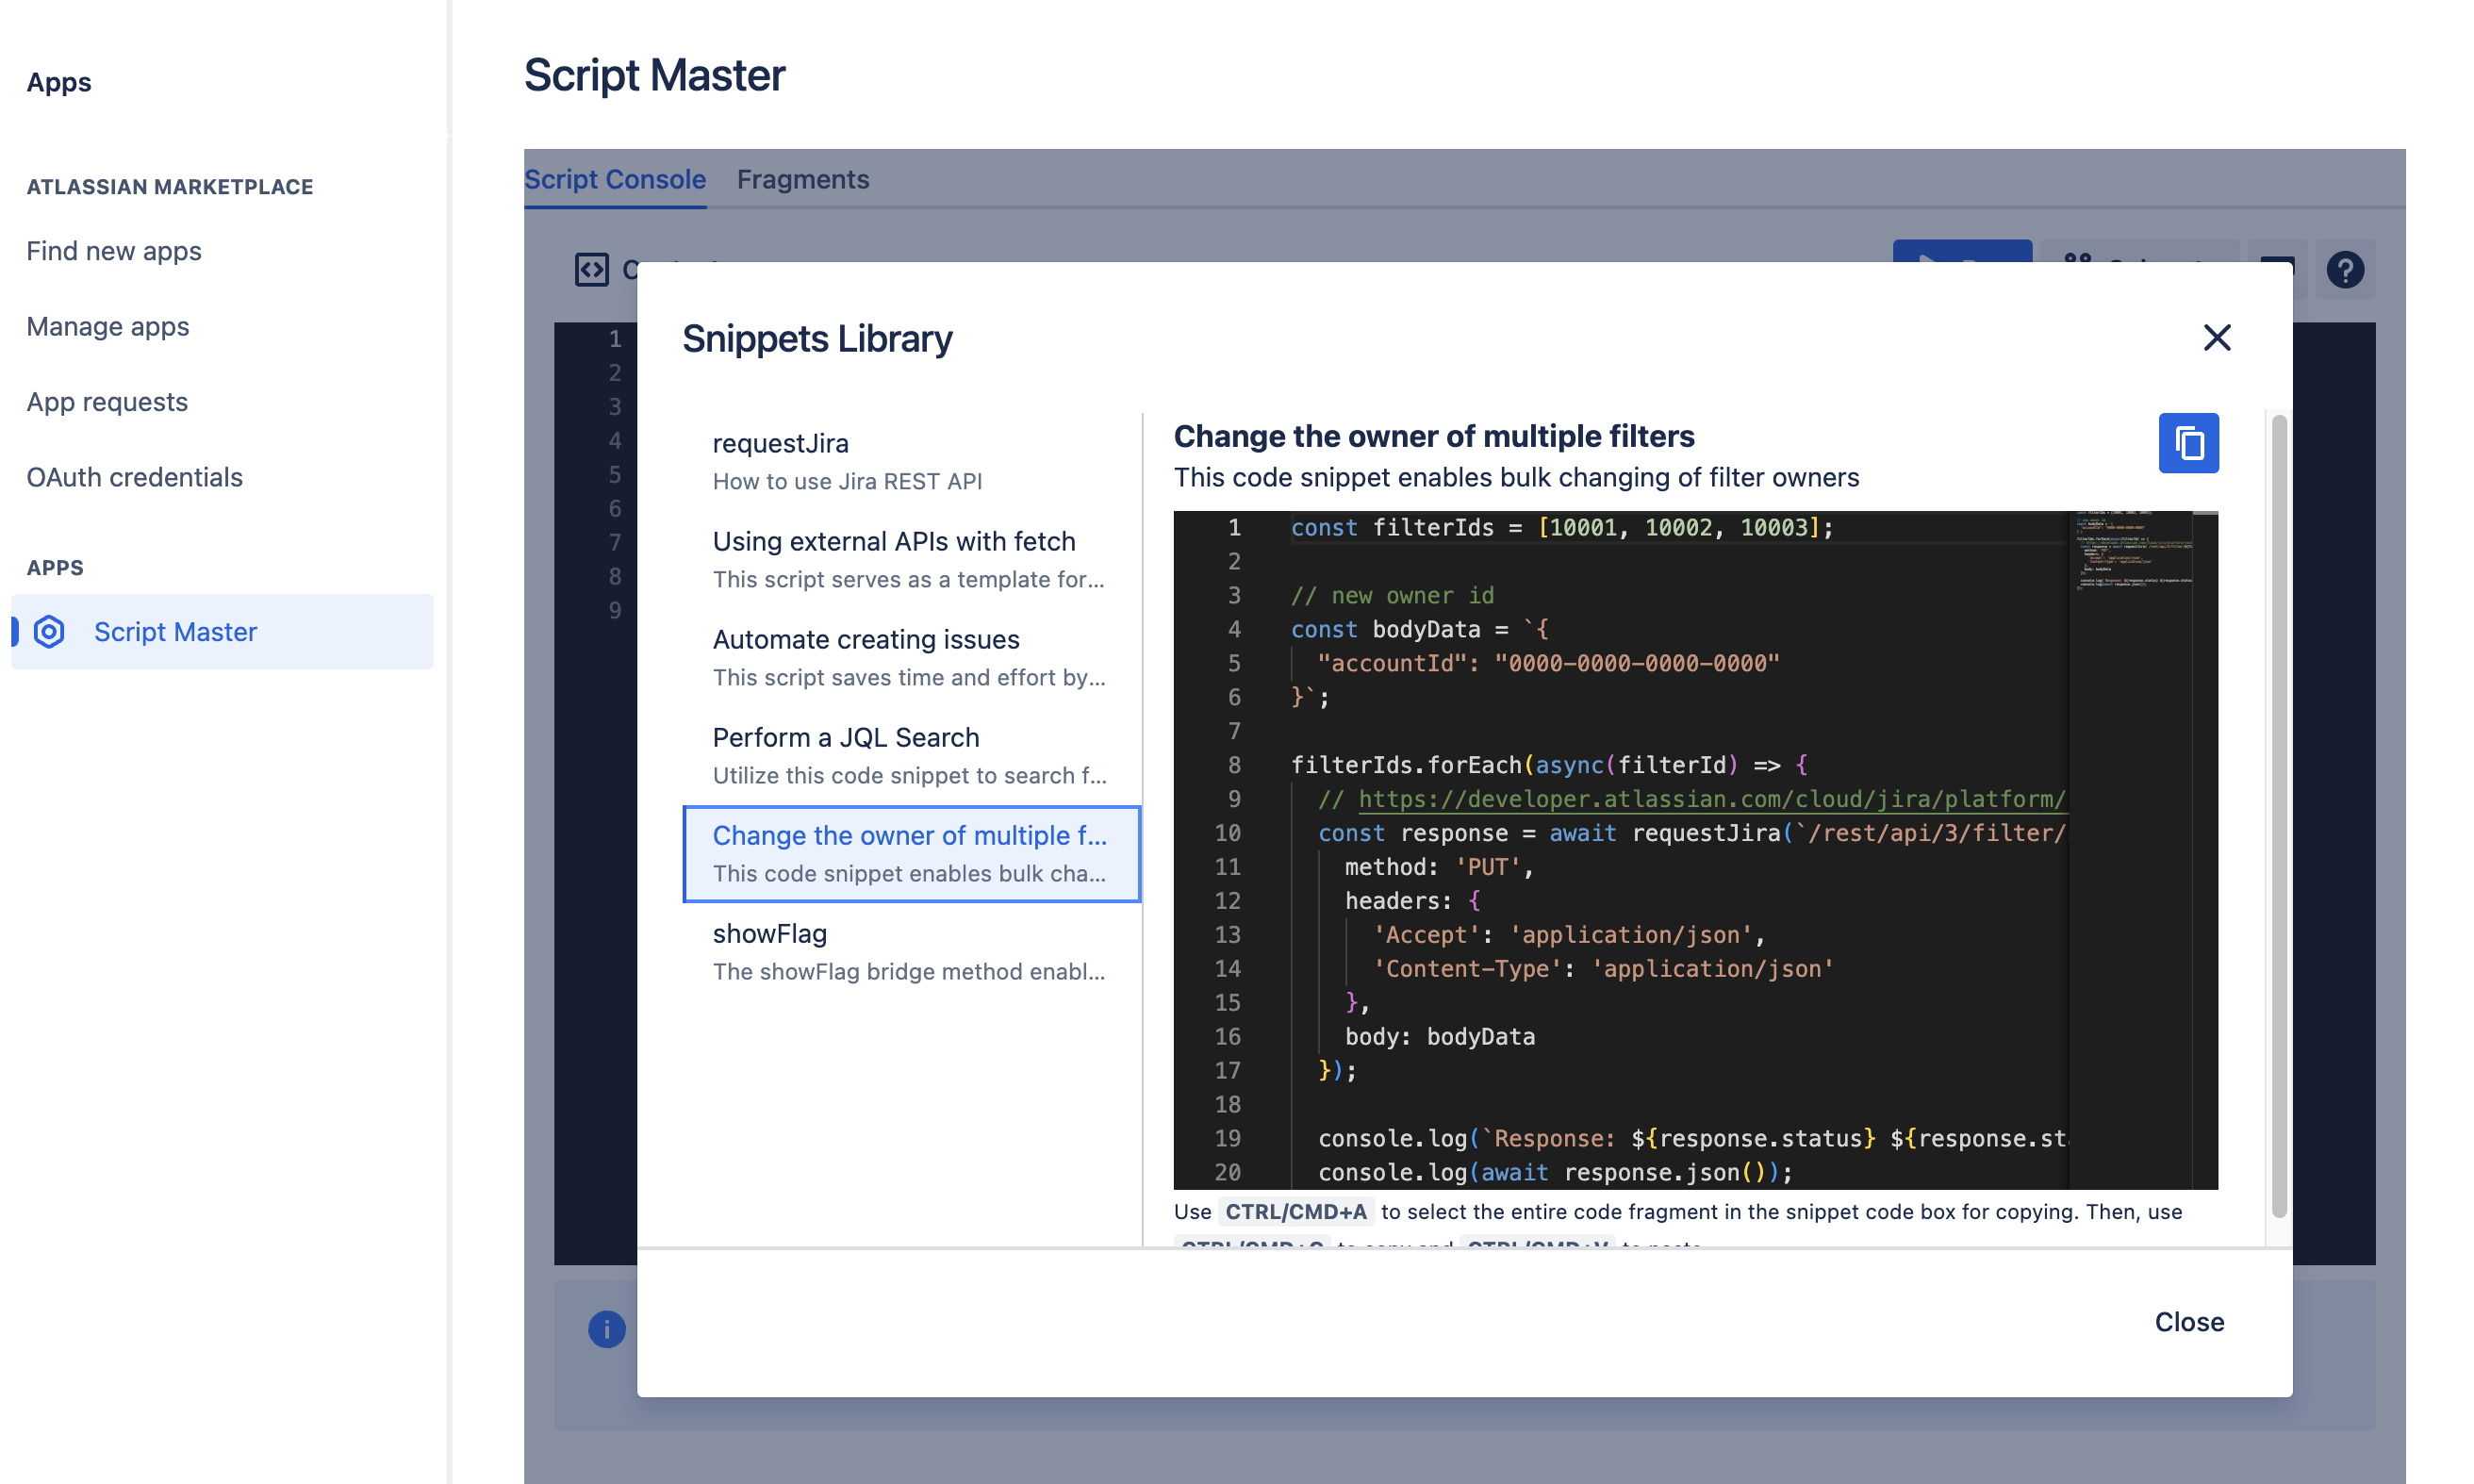 Apps
ATLASSIAN MARKETPLACE
Find new apps
Manage apps
App requests
OAuth credentials
APPS
Script Master
Script Master
Script Console
Fragments
1
2
3
4
5
6
7
8
9
Snippets Library
requestJira
How to use Jira REST API
Using external APIs with fetch
This script serves as a template for...
Automate creating issues
This script saves time and effort by...
Perform a JQL Search
Utilize this code snippet to search f...
Change the owner of multiple f...
This code snippet enables bulk cha...
showFlag
The showFlag bridge method enabl...
Change the owner of multiple filters
This code snippet enables bulk changing of filter owners
1 const filterIds = [10001, 10002, 10003];
2
3 // new owner id
4 const bodyData = `{
5 "accountId": "0000-0000-0000-0000"
6 }`;
7
8 filterIds.forEach(async(filterId) => {
9 // https://developer.atlassian.com/cloud/jira/platform/
10 const response = await requestJira(`/rest/api/3/filter/
11 method: 'PUT',
12 headers: {
13 'Accept': 'application/json',
14 'Content-Type': 'application/json'
15 },
16 body: bodyData
17 });
18
19 console.log(`Response: ${response.status} ${response.sta
20 console.log(await response.json());
Use CTRL/CMD+A to select the entire code fragment in the snippet code box for copying. Then, use
CTRL/CMD+C to copy and CTRL/CMD+V to paste
Close